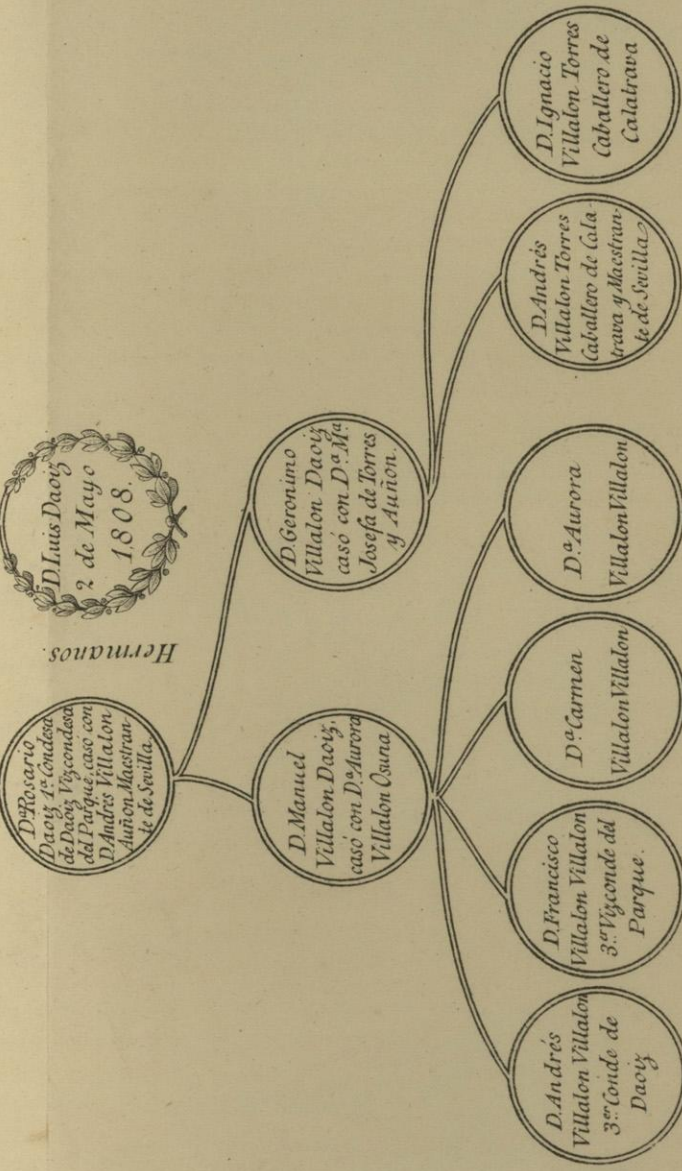 D.ª Rosario
Daoiz 1ª Condesa
de Daoiz Vizcondesa
del Parque, casó con
D. Andres Villalon
Auñon Maestran-
te de Sevilla.
Hermanos.
D. Luis Daoiz
2 de Mayo
1808.
D. Manuel
Villalon Daoiz,
casó con D.ª Aurora
Villalon Osuna
D. Geronimo
Villalon Daoiz
casó con D.ª M.ª
Josefa de Torres
y Auñon.
D. Andrés
Villalon Villalon
3.er Conde de
Daoiz
D. Francisco
Villalon Villalon
3.er Vizconde del
Parque.
D.ª Carmen
Villalon Villalon
D.ª Aurora
Villalon Villalon
D. Andrés
Villalon Torres
Caballero de Cala-
trava y Maestran-
te de Sevilla
D. Ignacio
Villalon Torres
Caballero de
Calatrava